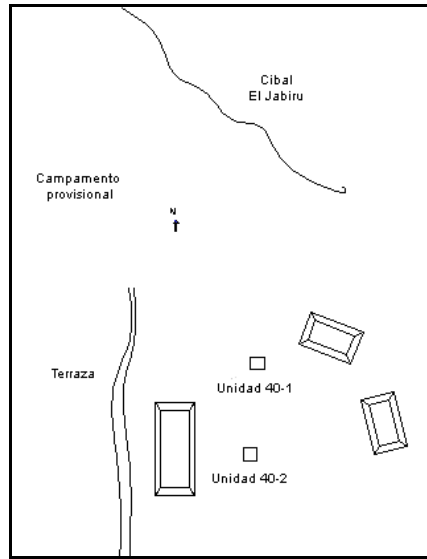 Cibal
El Jabiru
Campamento
provisional
N
Terraza
Unidad 40-1
Unidad 40-2